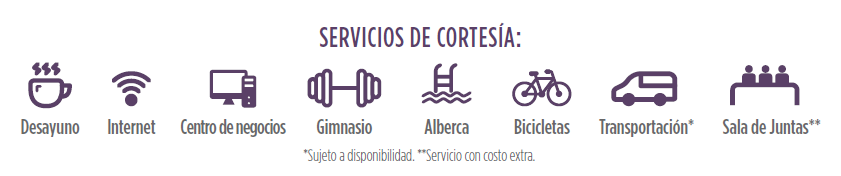 SERVICIOS DE CORTESÍA:
Desayuno Internet Centro de negocios Gimnasio Alberca Bicicletas Transportación* Sala de Juntas**
*Sujeto a disponibilidad. **Servicio con costo extra.